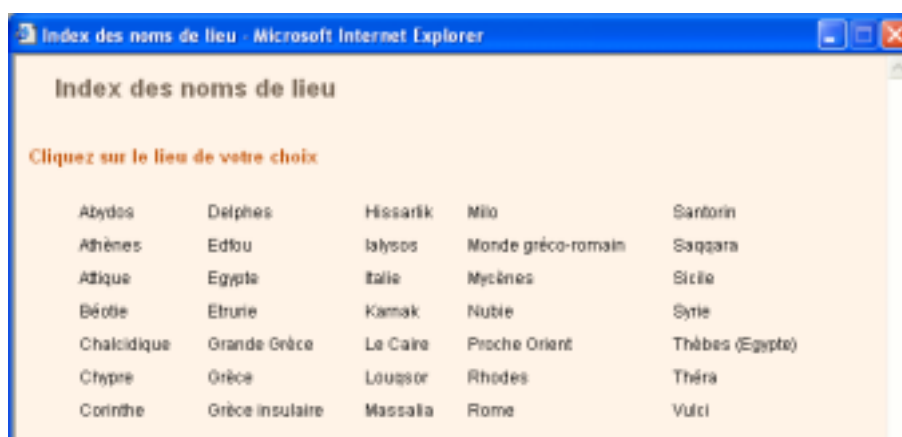 Index des noms de lieu - Microsoft Internet Explorer
Index des noms de lieu
Cliquez sur le lieu de votre choix
Abydos Delphes Hissarlik Milo Santorin
Athènes Edfou Ialysos Monde gréco-romain Saqqara
Attique Egypte Italie Mycènes Sicile
Béotie Etrurie Karnak Nubie Syrie
Chalcidique Grande Grèce Le Caire Proche Orient Thèbes (Egypte)
Chypre Grèce Louqsor Rhodes Théra
Corinthe Grèce insulaire Massalia Rome Vulci